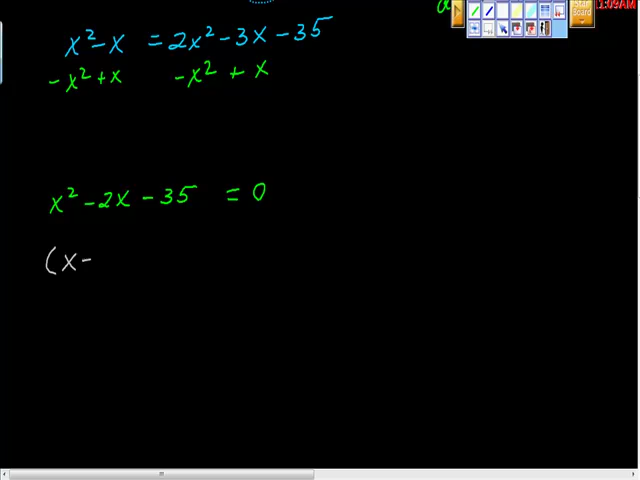 x² - x = 2x² - 3x - 35
- x² + x - x² + x
x² - 2x - 35 = 0
(x -